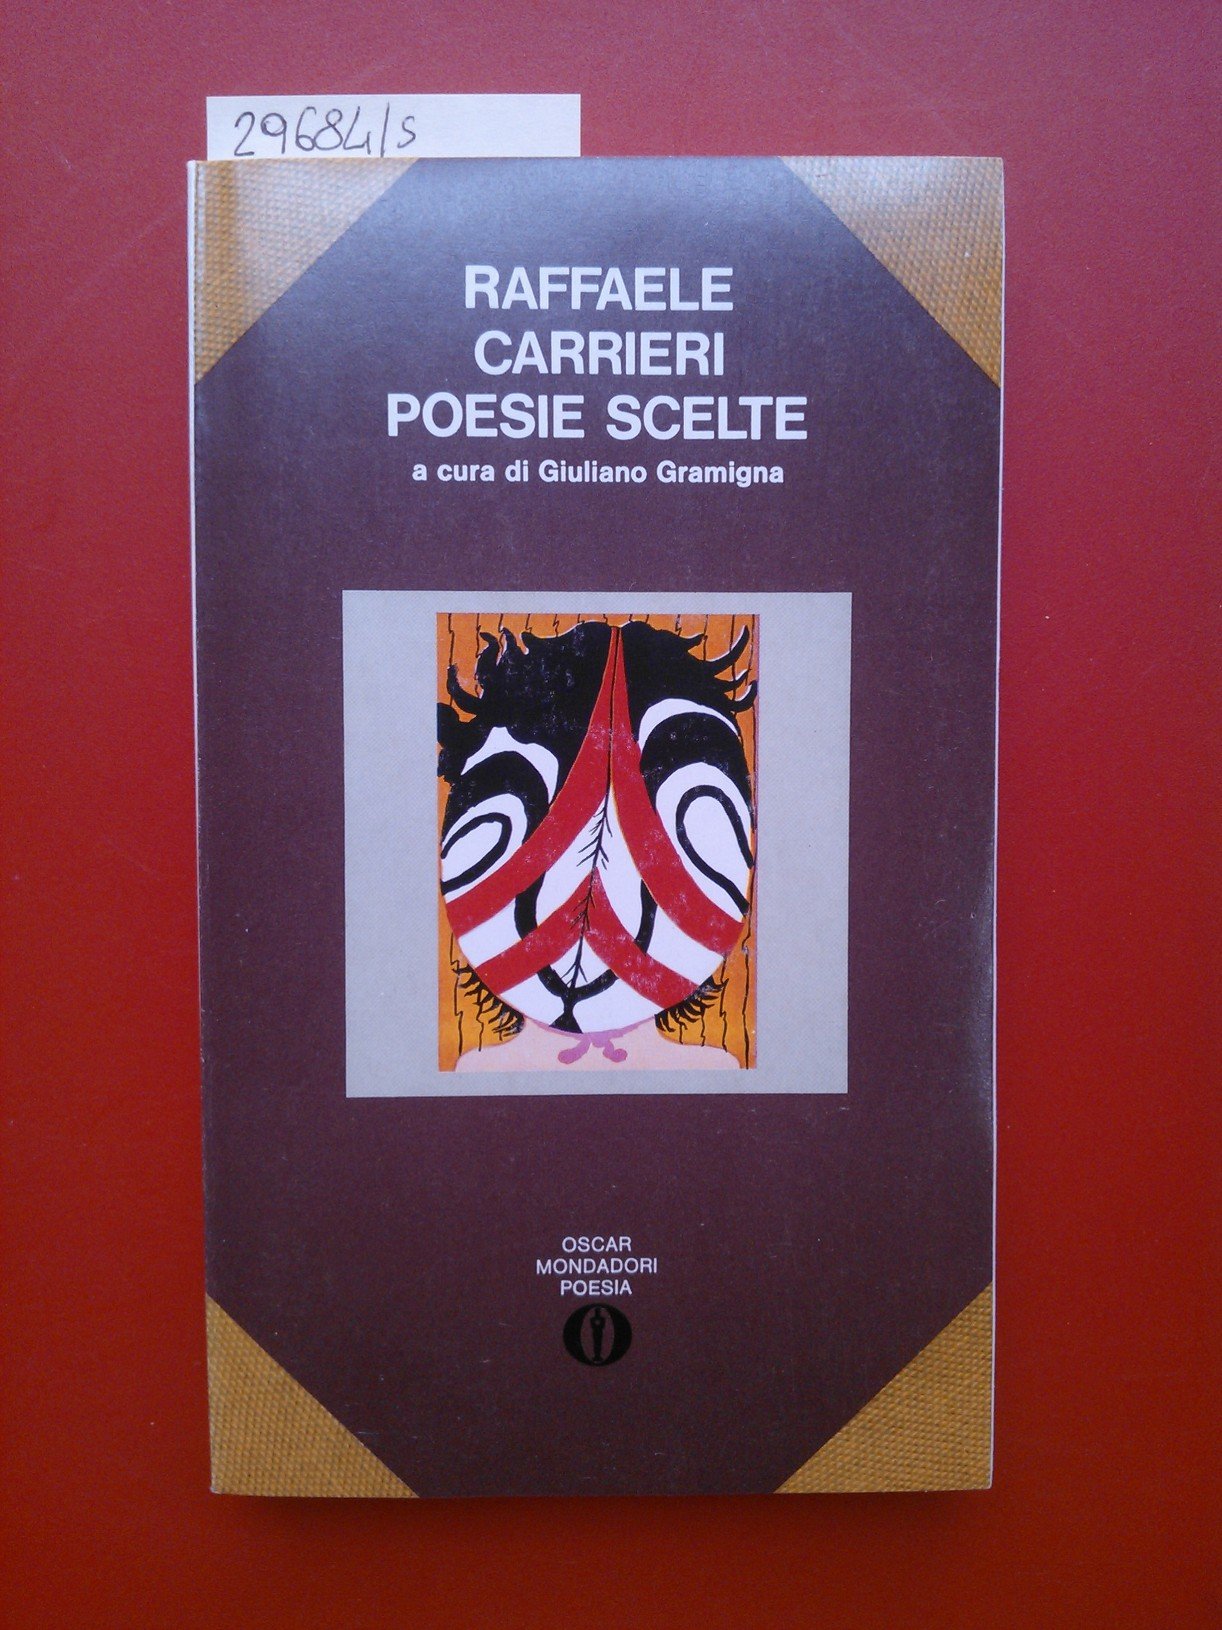 29684/s
RAFFAELE
CARRIERI
POESIE SCELTE
a cura di Giuliano Gramigna
OSCAR
MONDADORI
POESIA